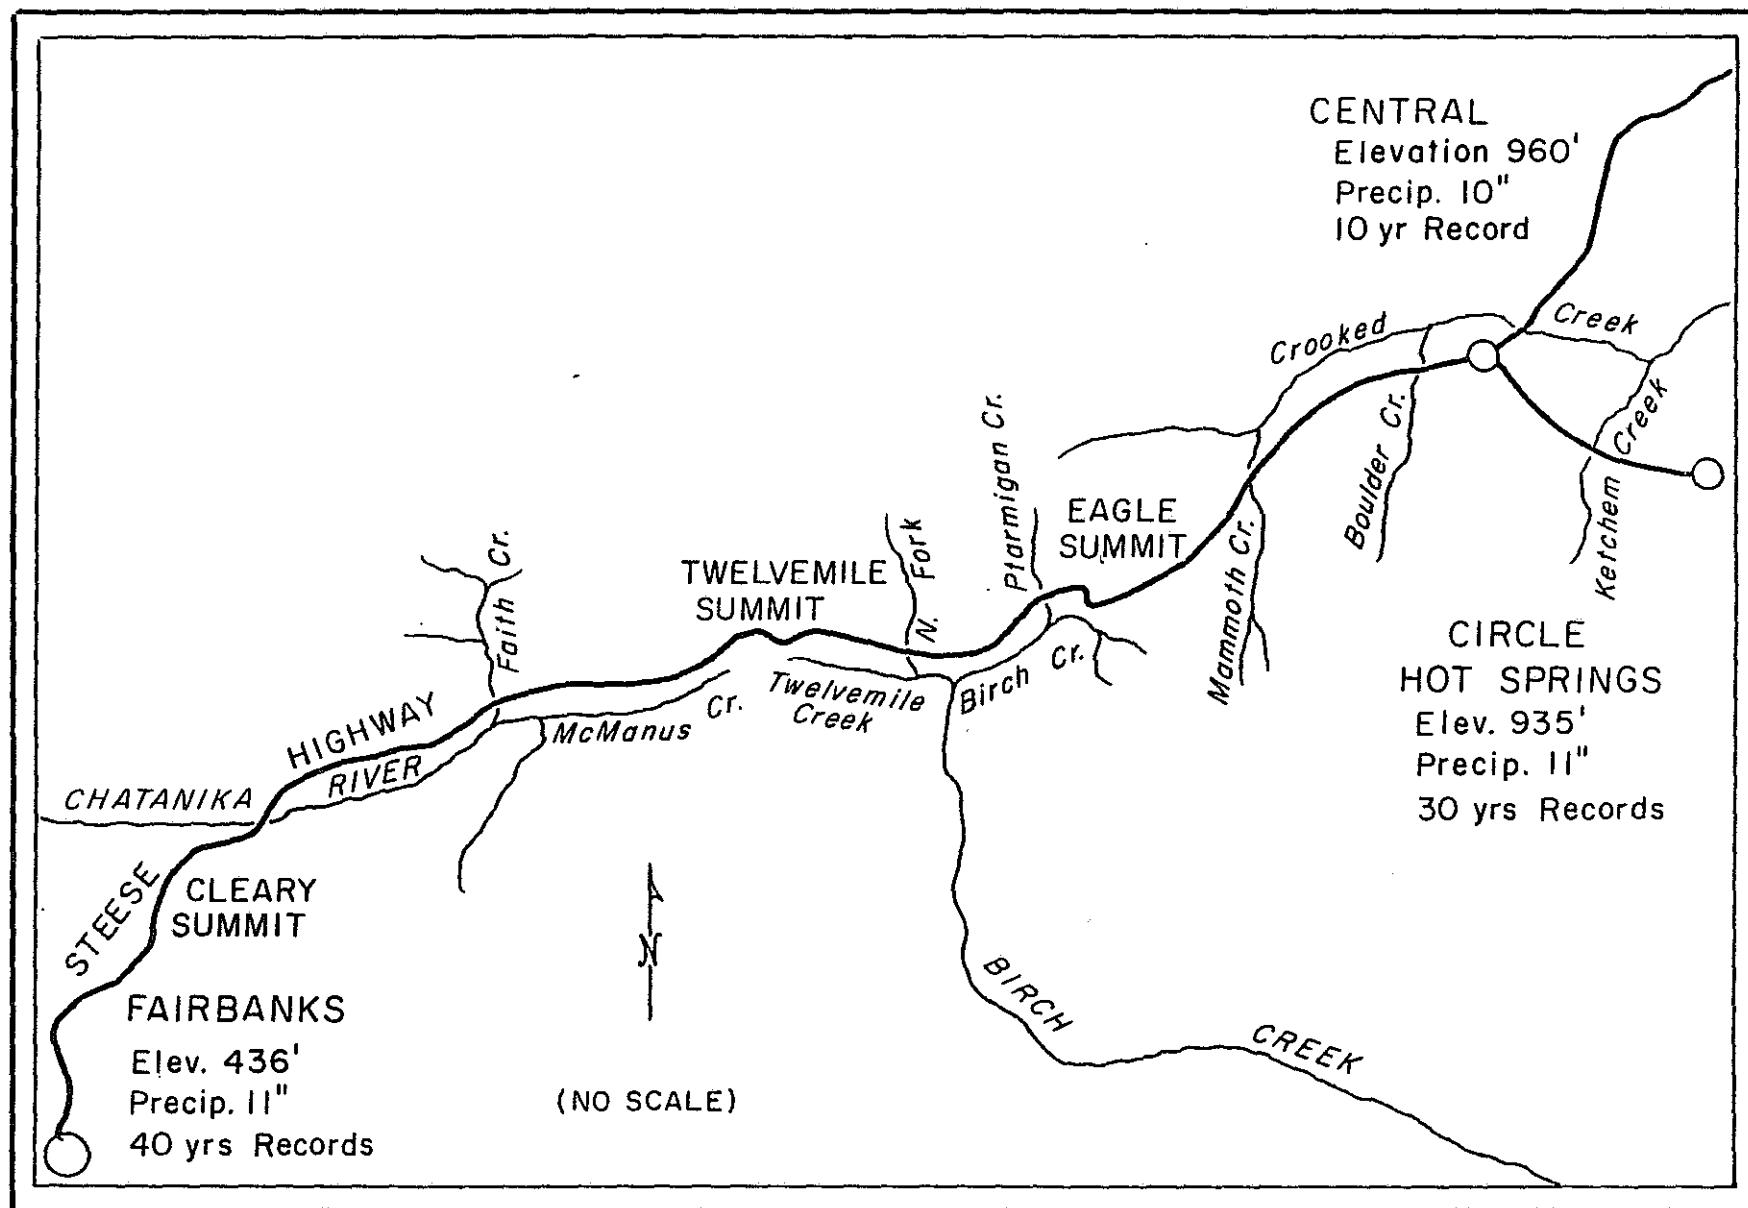 CENTRAL
Elevation 960'
Precip. 10"
10 yr Record
Crooked
Creek
Ptarmigan Cr.
Boulder Cr.
Ketchem Creek
EAGLE
SUMMIT
Mammoth Cr.
N. Fork
Faith Cr.
TWELVEMILE
SUMMIT
CIRCLE
HOT SPRINGS
Elev. 935'
Precip. 11"
30 yrs Records
Birch Cr.
Twelvemile
Creek
McManus Cr.
STEESE HIGHWAY
CHATANIKA RIVER
CLEARY
SUMMIT
N
BIRCH CREEK
FAIRBANKS
Elev. 436'
Precip. 11"
40 yrs Records
(NO SCALE)